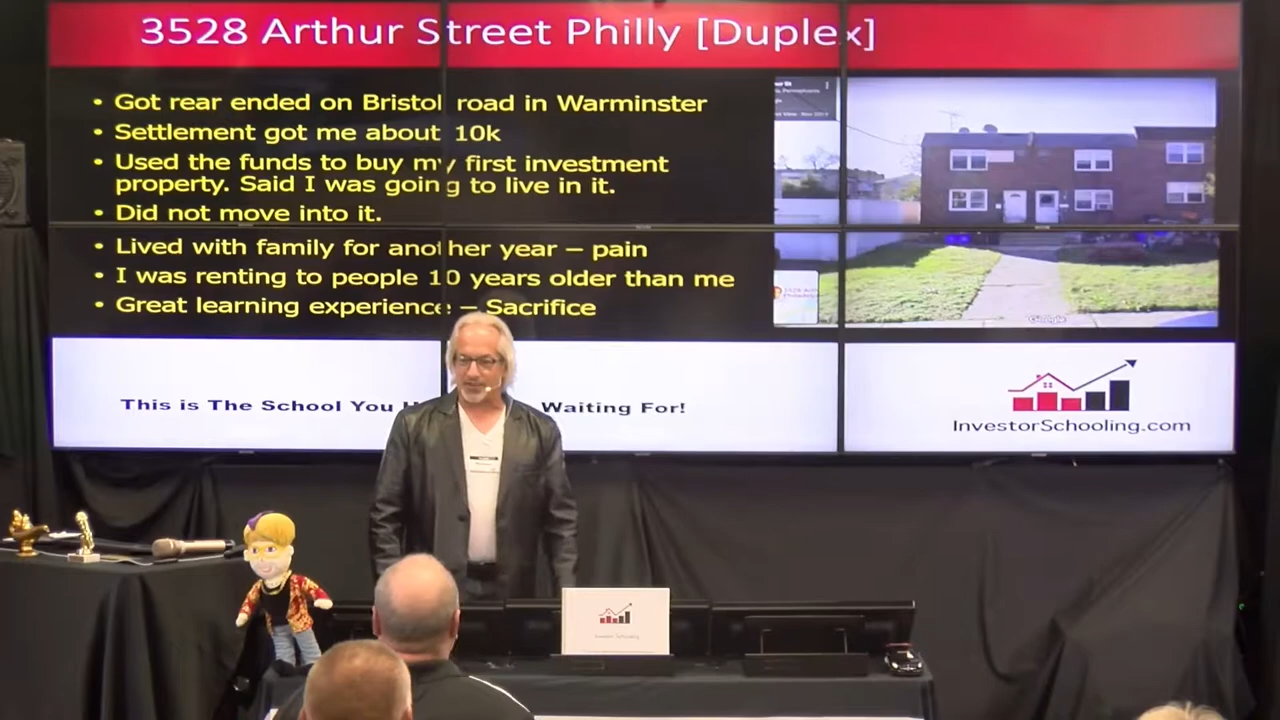 3528 Arthur Street Philly [Duplex]
• Got rear ended on Bristol road in Warminster
• Settlement got me about 10k
• Used the funds to buy my first investment
property. Said I was going to live in it.
• Did not move into it.
• Lived with family for another year – pain
• I was renting to people 10 years older than me
• Great learning experience – Sacrifice
This is The School You H Waiting For!
InvestorSchooling.com
Investor Schooling